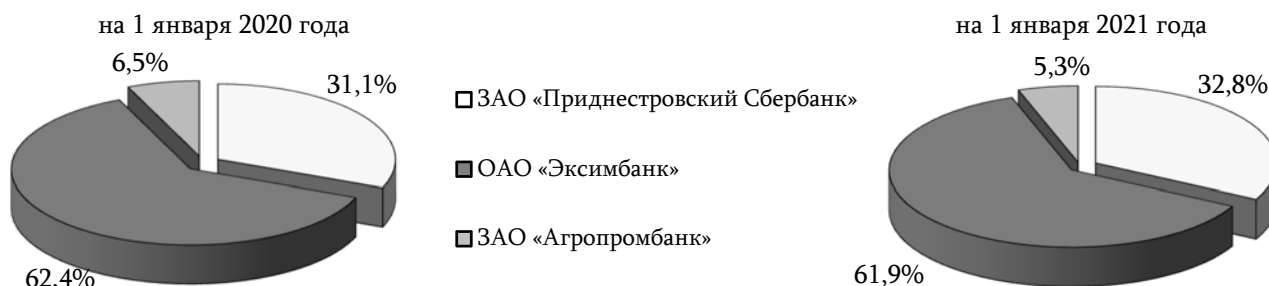 на 1 января 2020 года
6,5%
31,1%
62,4%
ЗАО «Приднестровский Сбербанк»
ОАО «Эксимбанк»
ЗАО «Агропромбанк»
на 1 января 2021 года
5,3%
32,8%
61,9%